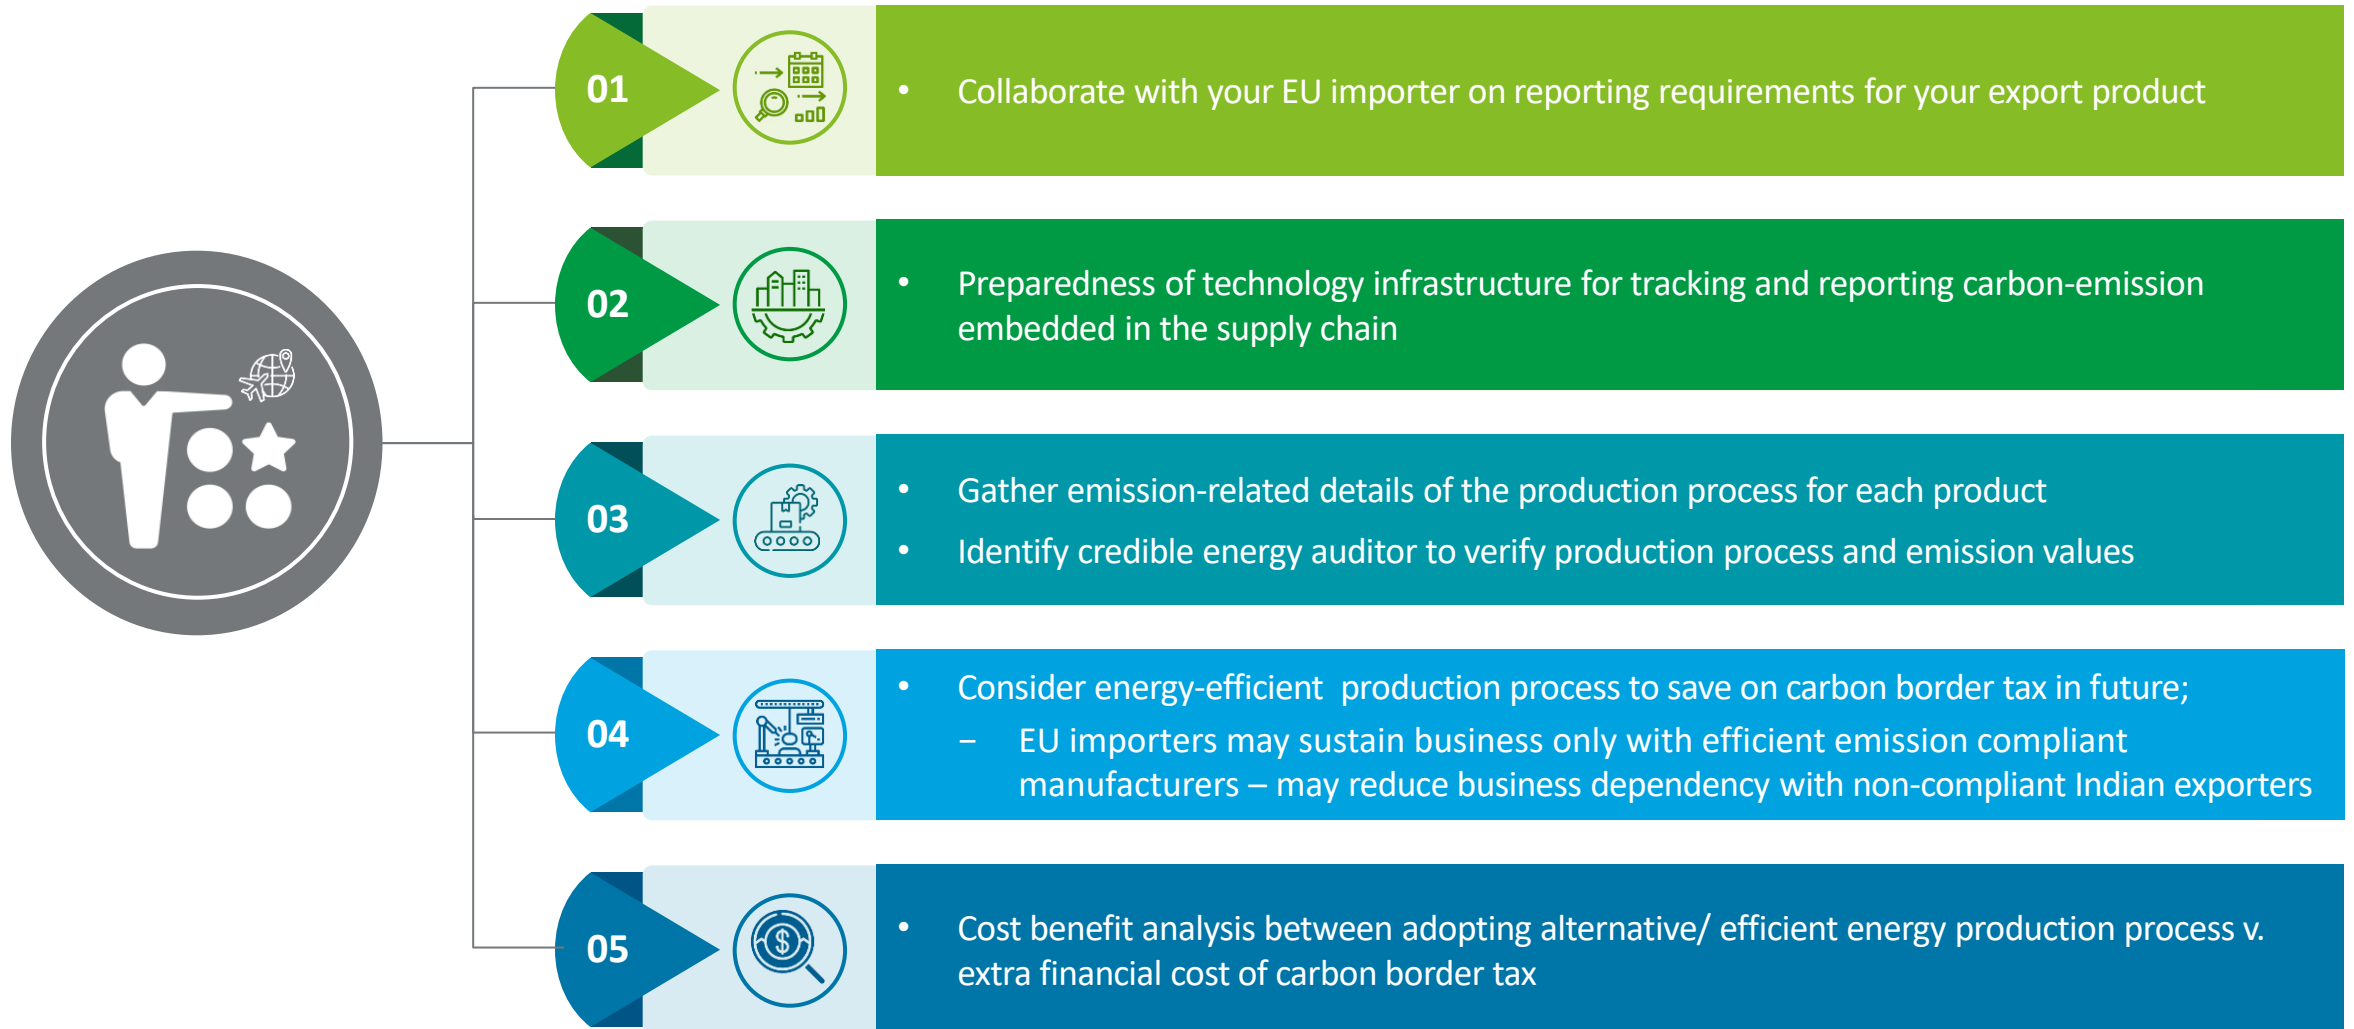 01
• Collaborate with your EU importer on reporting requirements for your export product
02
• Preparedness of technology infrastructure for tracking and reporting carbon-emission
embedded in the supply chain
03
• Gather emission-related details of the production process for each product
• Identify credible energy auditor to verify production process and emission values
04
• Consider energy-efficient  production process to save on carbon border tax in future;
− EU importers may sustain business only with efficient emission compliant
manufacturers – may reduce business dependency with non-compliant Indian exporters
05
• Cost benefit analysis between adopting alternative/ efficient energy production process v.
extra financial cost of carbon border tax
$